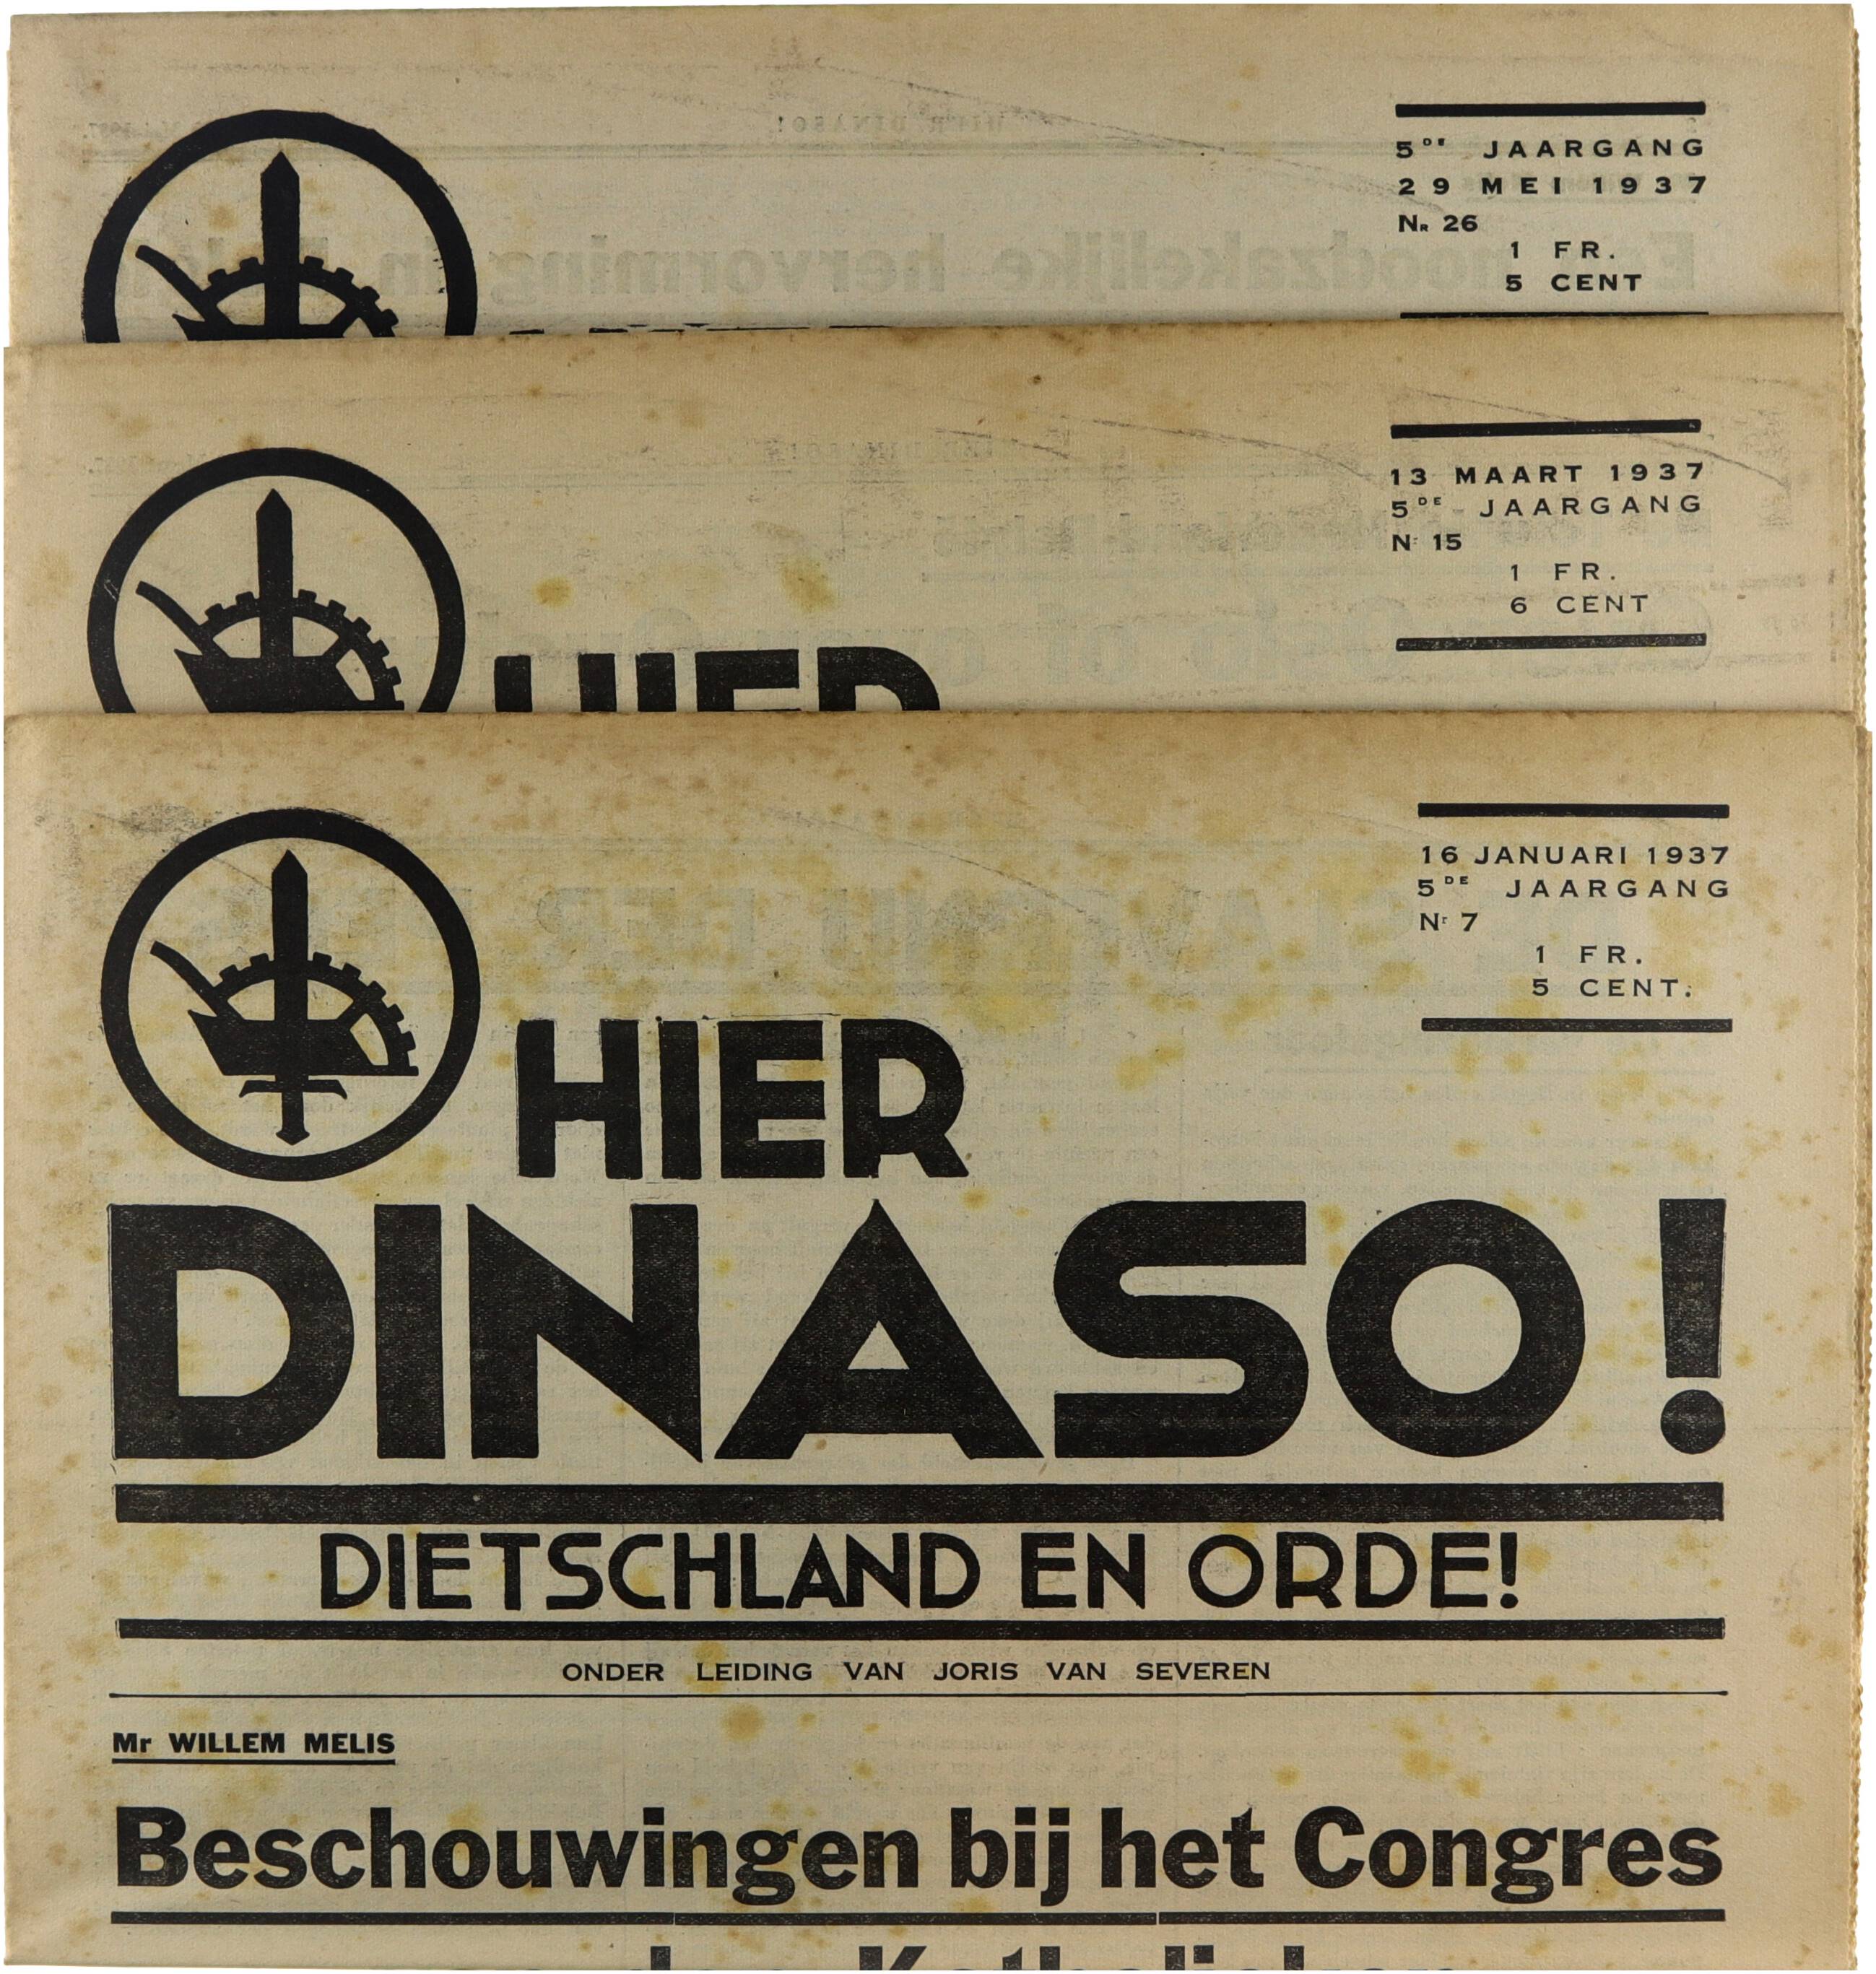 5DE JAARGANG
29 MEI 1937
Nr 26
1 FR.
5 CENT
13 MAART 1937
5DE JAARGANG
Nr 15
1 FR.
6 CENT
HIER
16 JANUARI 1937
5DE JAARGANG
Nr 7
1 FR.
5 CENT.
HIER
DINASO!
DIETSCHLAND EN ORDE!
ONDER LEIDING VAN JORIS VAN SEVEREN
Mr WILLEM MELIS
Beschouwingen bij het Congres